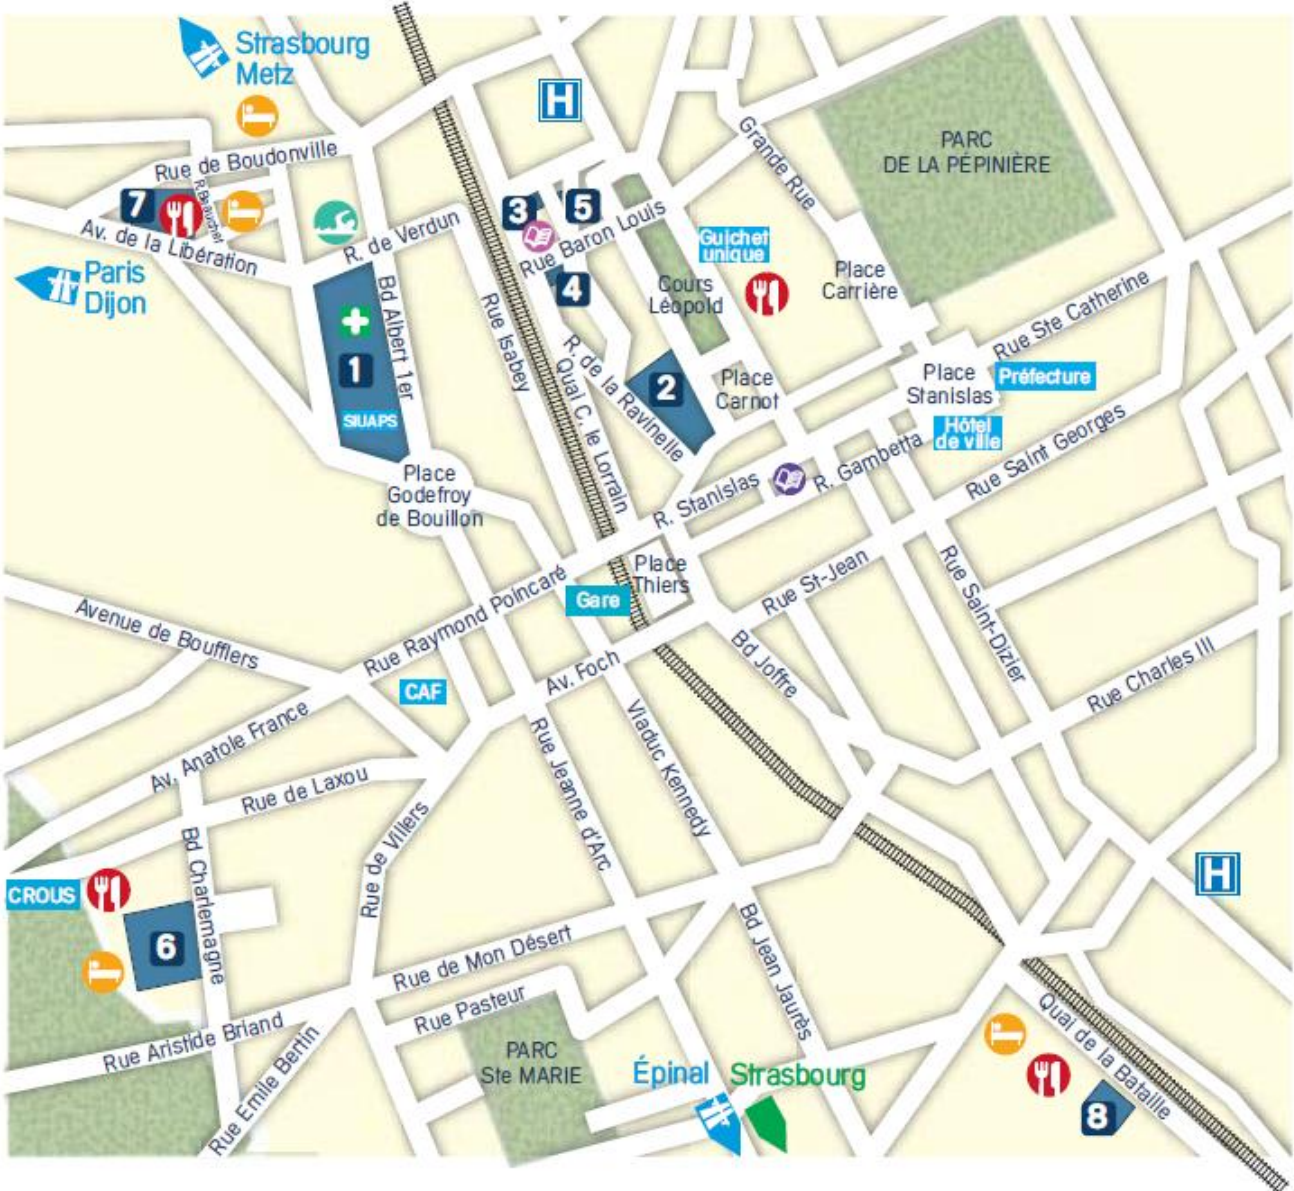 Strasbourg
Metz
H
PARC
DE LA PÉPINIÈRE
Grande Rue
Rue de Boudonville
7
R. Beauchet
3
5
Av. de la Libération
R. de Verdun
Rue Baron Louis
Guichet
unique
Paris
Dijon
Bd Albert 1er
4
Cours
Léopold
Place
Carrière
Rue Isabey
1
SIUAPS
R. de la Ravinelle
Quai C. le Lorrain
2
Place
Carnot
Rue Ste Catherine
Place
Stanislas
Préfecture
Hôtel
de ville
Place
Godefroy
de Bouillon
R. Stanislas
R. Gambetta
Rue Saint Georges
Place
Thiers
Gare
Rue St-Jean
Rue Saint-Dizier
Avenue de Boufflers
Rue Raymond Poincaré
CAF
Av. Foch
Bd Joffre
Rue Charles III
Av. Anatole France
Rue de Laxou
Rue de Villers
Rue Jeanne d'Arc
Viaduc Kennedy
Bd Charlemagne
CROUS
6
H
Rue de Mon Désert
Bd Jean Jaurès
Rue Pasteur
Rue Aristide Briand
Rue Emile Bertin
PARC
Ste MARIE
Épinal
Strasbourg
Quai de la Bataille
8